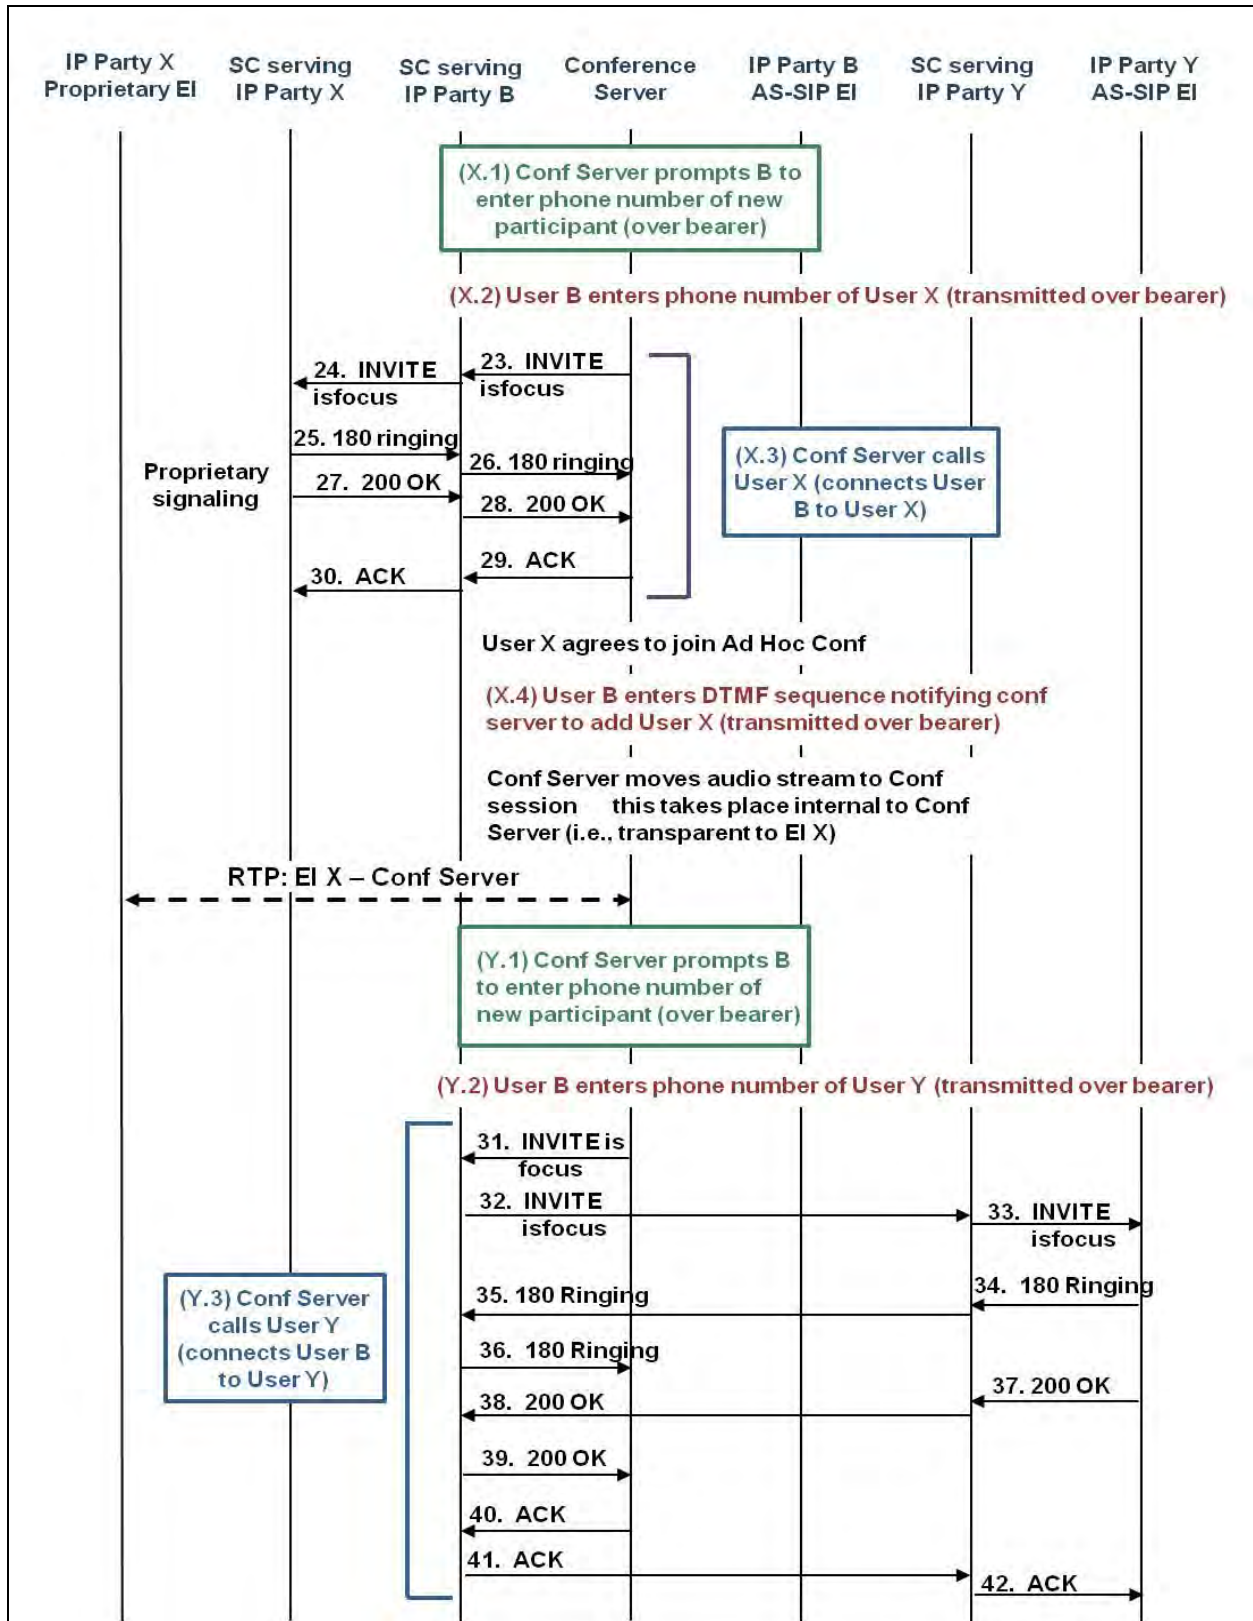 IP Party X
Proprietary EI
SC serving
IP Party X
SC serving
IP Party B
Conference
Server
IP Party B
AS-SIP EI
SC serving
IP Party Y
IP Party Y
AS-SIP EI
(X.1) Conf Server prompts B to
enter phone number of new
participant (over bearer)
(X.2) User B enters phone number of User X (transmitted over bearer)
24. INVITE
isfocus
23. INVITE
isfocus
25. 180 ringing
26. 180 ringing
Proprietary
signaling
27. 200 OK
28. 200 OK
(X.3) Conf Server calls
User X (connects User
B to User X)
29. ACK
30. ACK
User X agrees to join Ad Hoc Conf
(X.4) User B enters DTMF sequence notifying conf
server to add User X (transmitted over bearer)
Conf Server moves audio stream to Conf
session this takes place internal to Conf
Server (i.e., transparent to EI X)
RTP: EI X – Conf Server
(Y.1) Conf Server prompts B
to enter phone number of
new participant (over bearer)
(Y.2) User B enters phone number of User Y (transmitted over bearer)
31. INVITE is
focus
32. INVITE
isfocus
33. INVITE
isfocus
34. 180 Ringing
35. 180 Ringing
(Y.3) Conf Server
calls User Y
(connects User B
to User Y)
36. 180 Ringing
37. 200 OK
38. 200 OK
39. 200 OK
40. ACK
41. ACK
42. ACK